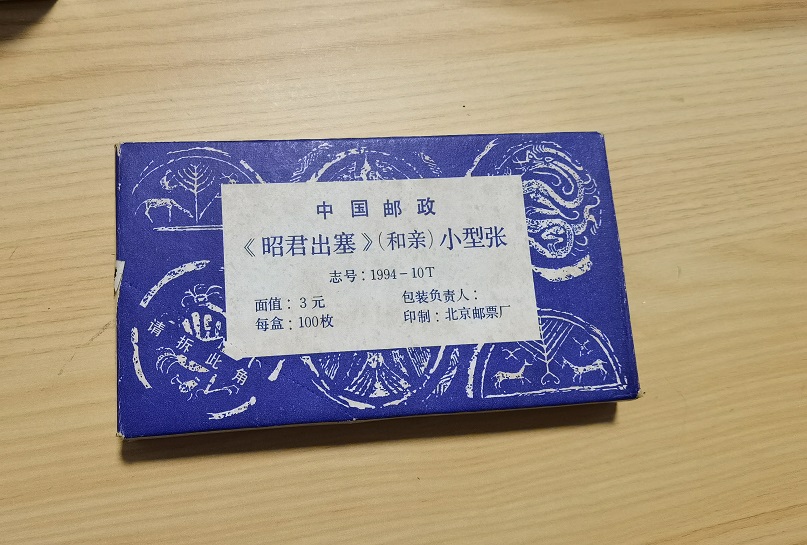 中国邮政
《昭君出塞》(和亲)小型张
志号：1994-10T
面值：3元
包装负责人：
每盒：100枚
印制：北京邮票厂
请拆此角